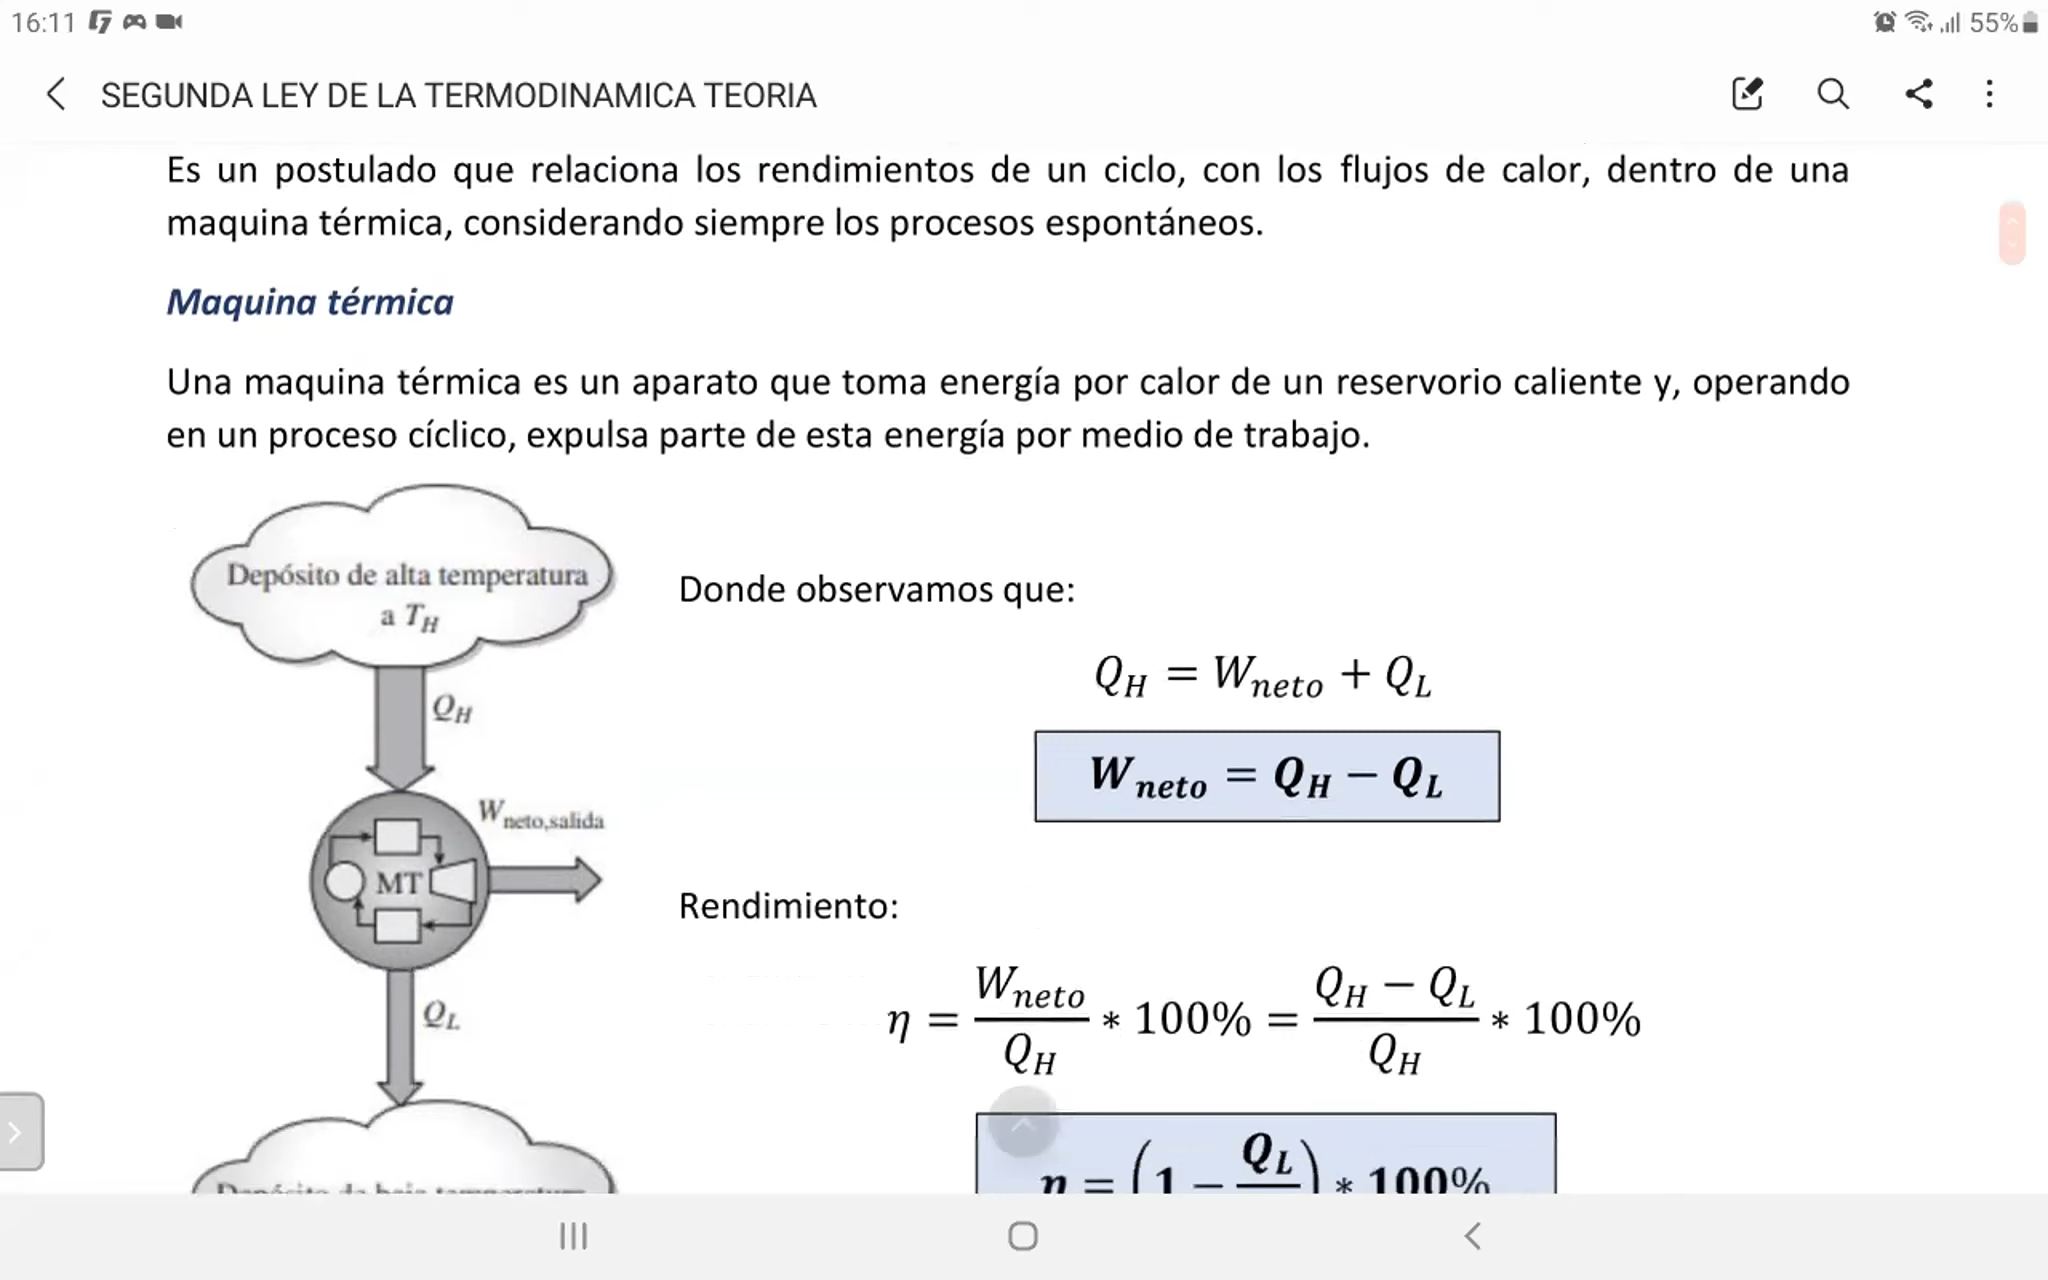 16:11
55%
SEGUNDA LEY DE LA TERMODINAMICA TEORIA
Es un postulado que relaciona los rendimientos de un ciclo, con los flujos de calor, dentro de una
maquina térmica, considerando siempre los procesos espontáneos.
Maquina térmica
Una maquina térmica es un aparato que toma energía por calor de un reservorio caliente y, operando
en un proceso cíclico, expulsa parte de esta energía por medio de trabajo.
Depósito de alta temperatura
a T_H
Q_H
W_neto,salida
MT
Q_L
Donde observamos que:
Q_H = W_neto + Q_L
W_neto = Q_H − Q_L
Rendimiento:
η = W_neto / Q_H * 100% = (Q_H − Q_L) / Q_H * 100%
η = (1 − Q_L) * 100%